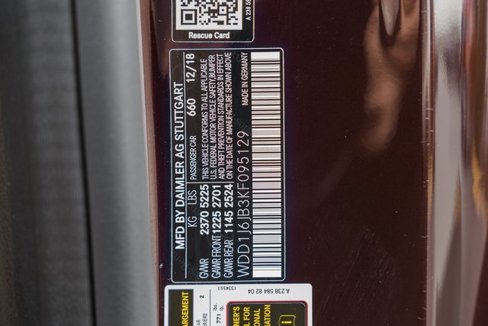 Rescue Card
MFD BY DAIMLER AG STUTTGART
KG LBS PASSENGER CAR 660 12/18
GVWR 2370 5225
GAWR FRONT 1225 2701
GAWR REAR 1145 2524
THIS VEHICLE CONFORMS TO ALL APPLICABLE
U.S. FEDERAL MOTOR VEHICLE SAFETY,BUMPER
AND THEFT PREVENTION STANDARDS IN EFFECT
ON THE DATE OF MANUFACTURE SHOWN ABOVE
WDD1J6JB3KF095129
MADE IN GERMANY
A 238 584 82 04
771 lbs.